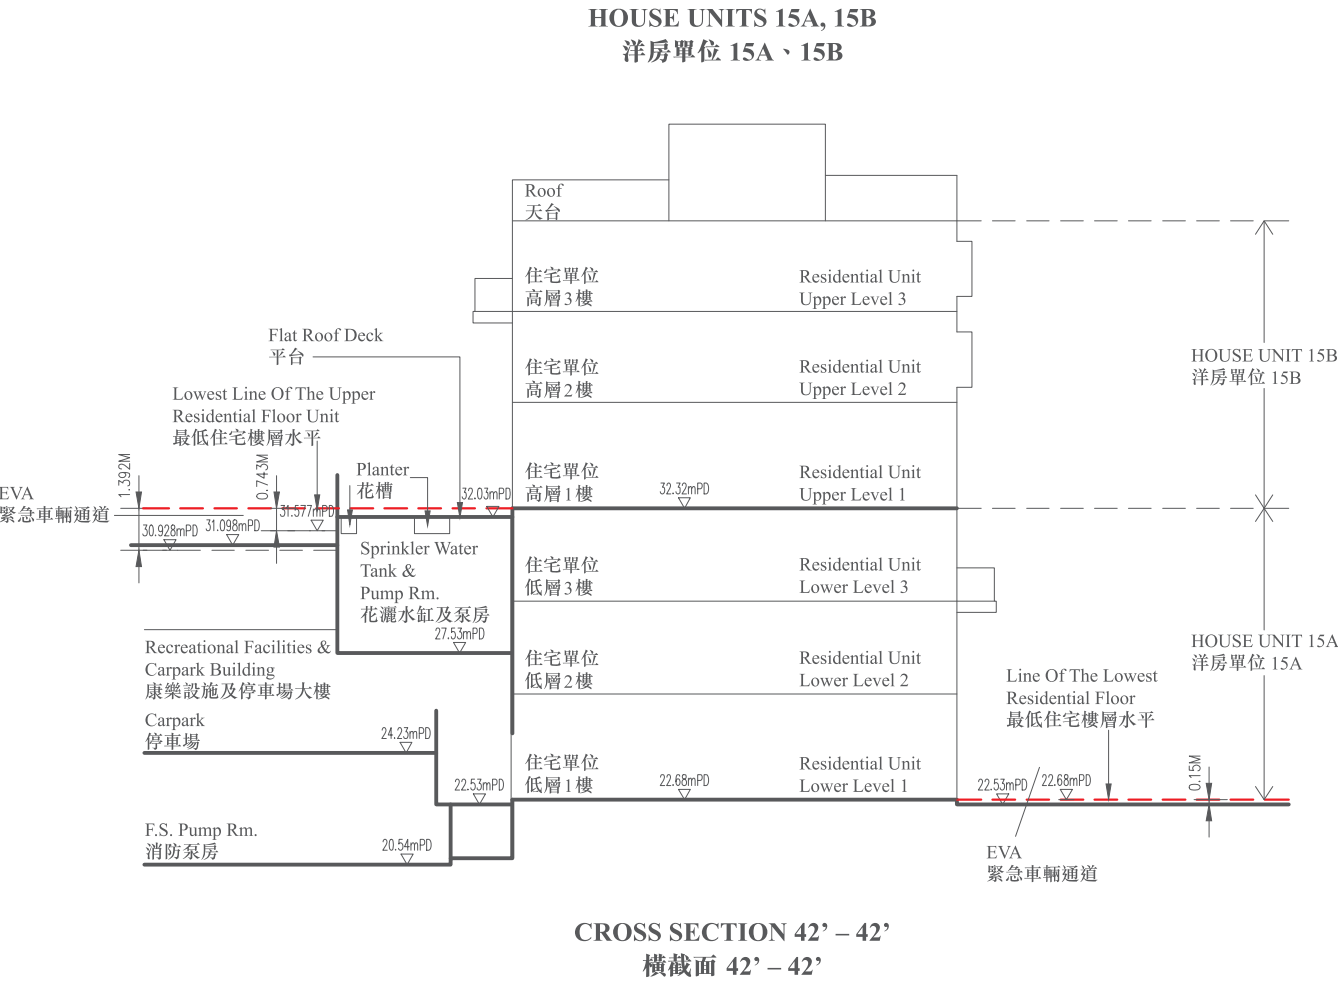 HOUSE UNITS 15A, 15B
洋房單位 15A、15B
Roof
天台
住宅單位
高層3樓
Residential Unit
Upper Level 3
Flat Roof Deck
平台
住宅單位
高層2樓
Residential Unit
Upper Level 2
HOUSE UNIT 15B
洋房單位 15B
Lowest Line Of The Upper
Residential Floor Unit
最低住宅樓層水平
1.392M
0.743M
Planter
花槽
住宅單位
高層1樓
32.32mPD
Residential Unit
Upper Level 1
EVA
緊急車輛通道
31.577mPD
32.03mPD
30.928mPD
31.098mPD
Sprinkler Water
Tank &
Pump Rm.
花灑水缸及泵房
27.53mPD
住宅單位
低層3樓
Residential Unit
Lower Level 3
Recreational Facilities &
Carpark Building
康樂設施及停車場大樓
住宅單位
低層2樓
Residential Unit
Lower Level 2
HOUSE UNIT 15A
洋房單位 15A
Line Of The Lowest
Residential Floor
最低住宅樓層水平
Carpark
停車場
24.23mPD
22.53mPD
住宅單位
低層1樓
22.68mPD
Residential Unit
Lower Level 1
22.53mPD
22.68mPD
0.15M
F.S. Pump Rm.
消防泵房
20.54mPD
EVA
緊急車輛通道
CROSS SECTION 42’ – 42’
橫截面 42’ – 42’